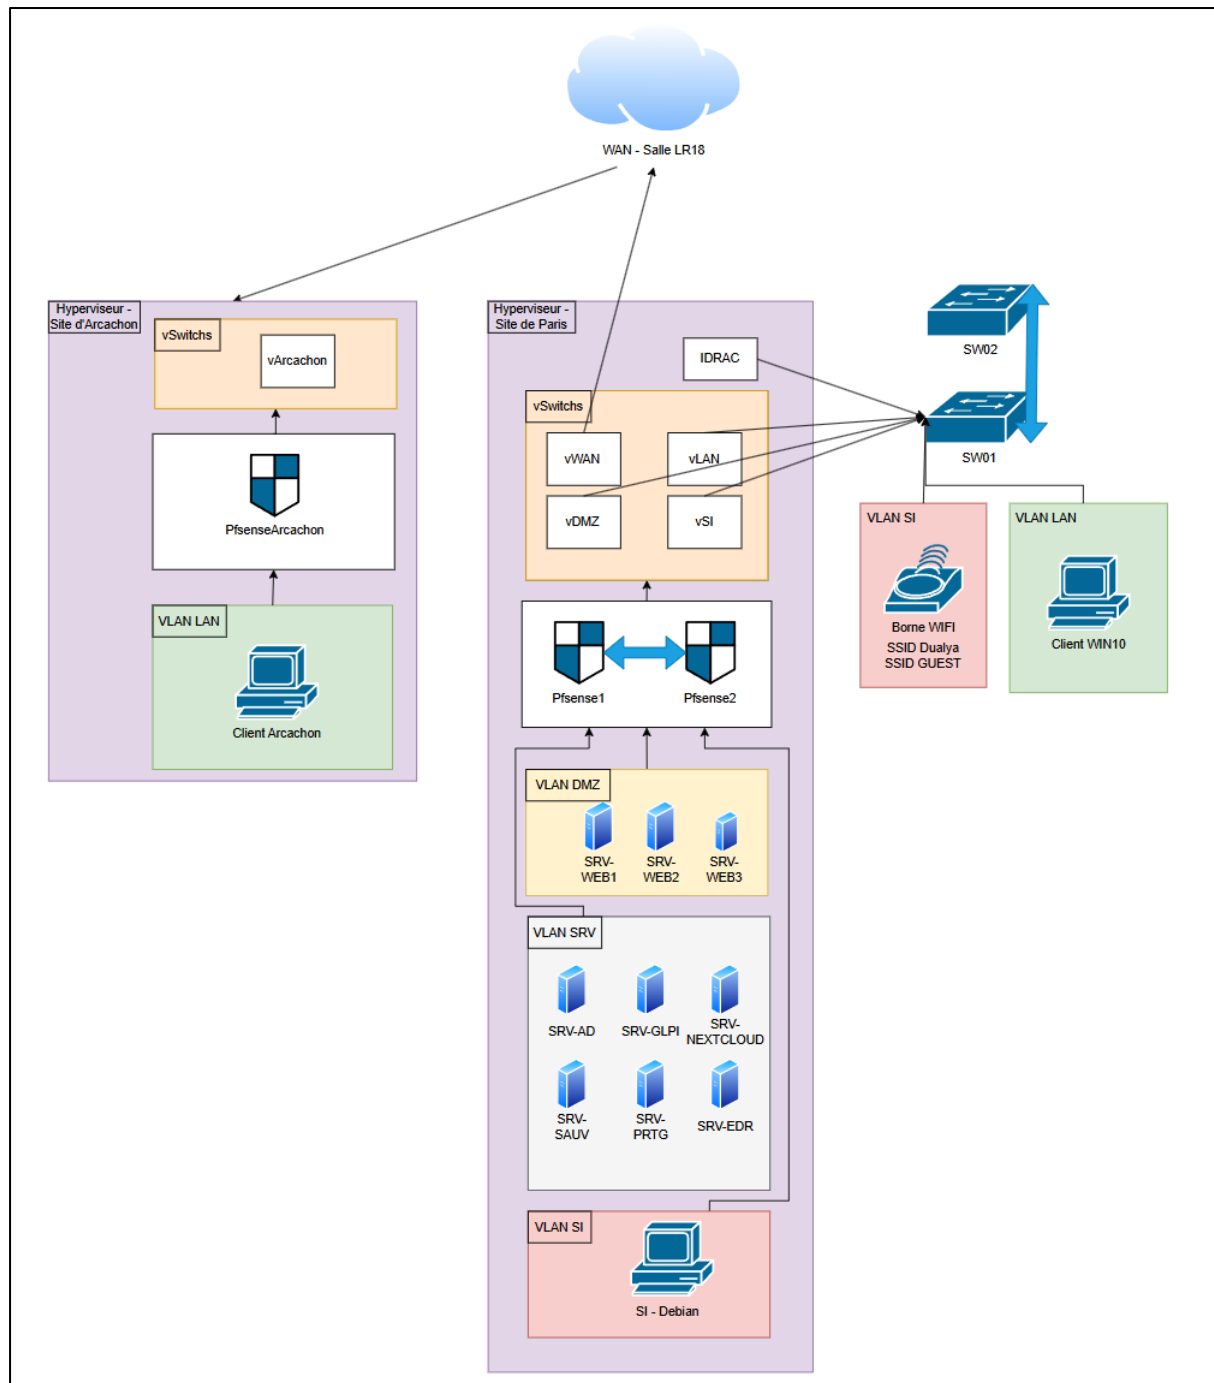 WAN - Salle LR18
Hyperviseur -
Site d'Arcachon
vSwitchs
vArcachon
PfsenseArcachon
VLAN LAN
Client Arcachon
Hyperviseur -
Site de Paris
IDRAC
vSwitchs
vWAN
vLAN
vDMZ
vSI
Pfsense1
Pfsense2
VLAN DMZ
SRV-
WEB1
SRV-
WEB2
SRV-
WEB3
VLAN SRV
SRV-AD
SRV-GLPI
SRV-
NEXTCLOUD
SRV-
SAUV
SRV-
PRTG
SRV-EDR
VLAN SI
SI - Debian
SW02
SW01
VLAN SI
Borne WIFI
SSID Dualya
SSID GUEST
VLAN LAN
Client WIN10